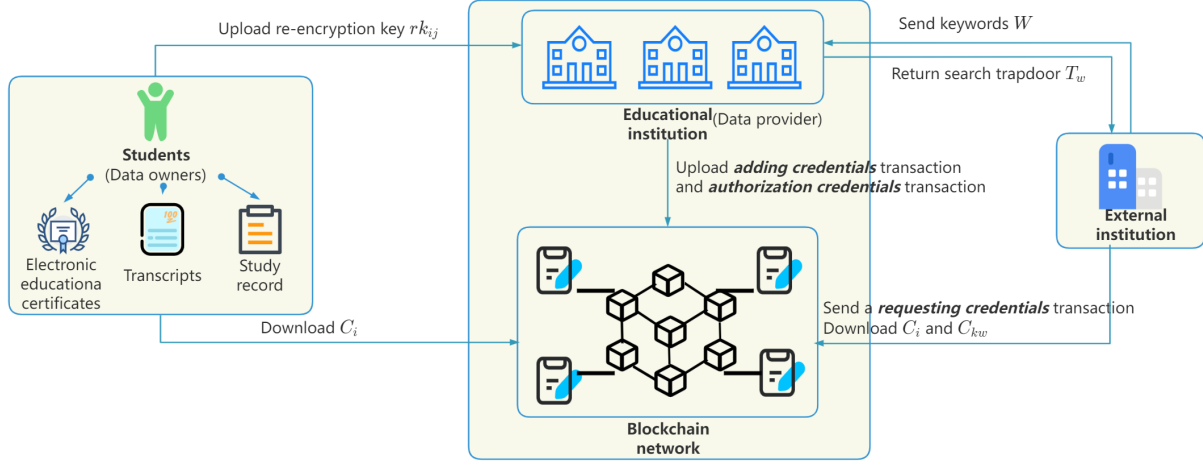 Upload re-encryption key $rk_{ij}$
Send keywords $W$
Return search trapdoor $T_w$
Educational (Data provider)
institution
Students
(Data owners)
Upload adding credentials transaction
and authorization credentials transaction
External
institution
100
Electronic
educationa
certificates
Transcripts
Study
record
Download $C_i$
Send a requesting credentials transaction
Download $C_i$ and $C_{kw}$
Blockchain
network